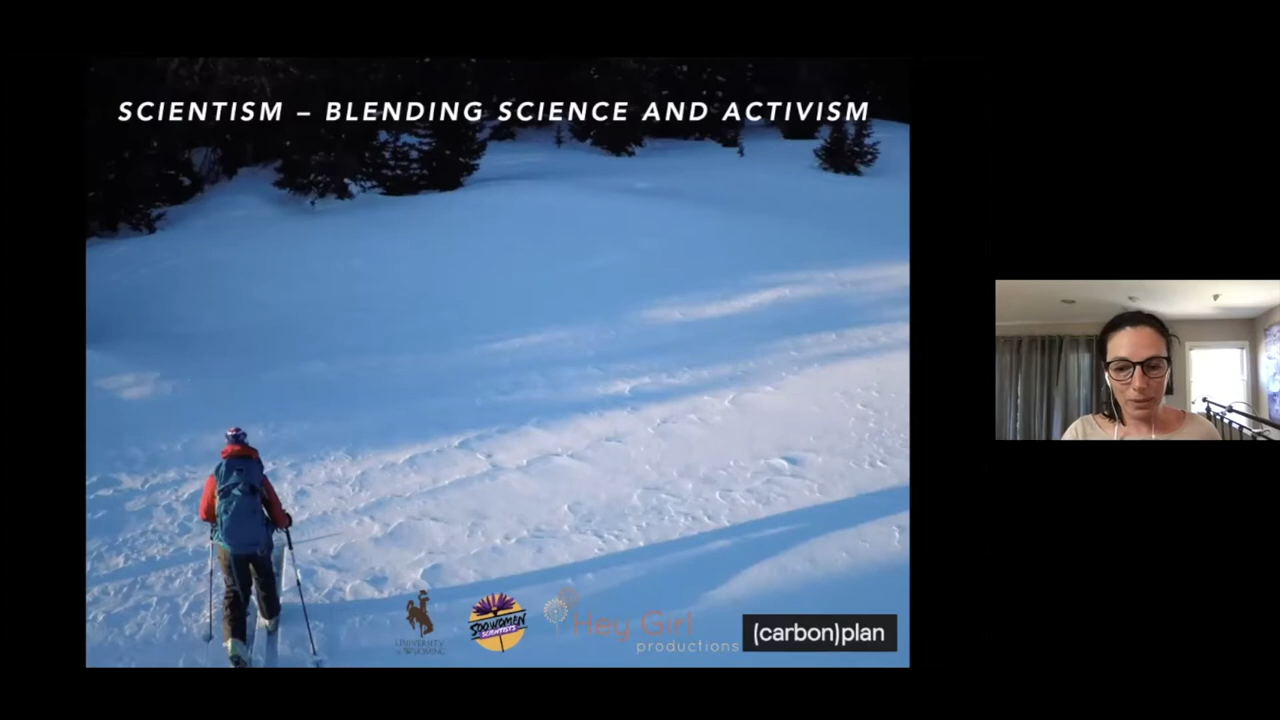 SCIENTISM – BLENDING SCIENCE AND ACTIVISM
UNIVERSITY
OF WYOMING
500 WOMEN
SCIENTISTS
Hey Girl
productions
(carbon)plan